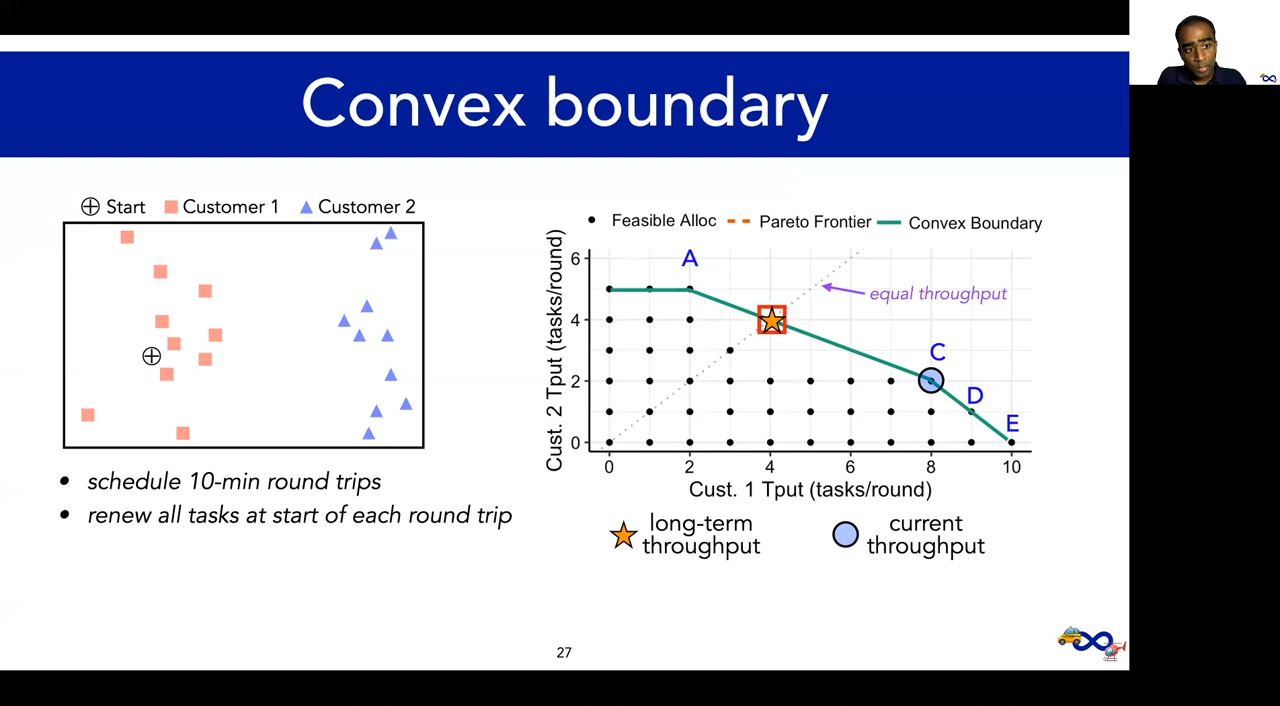 Convex boundary
Start Customer 1 Customer 2
• schedule 10-min round trips
• renew all tasks at start of each round trip
Feasible Alloc Pareto Frontier Convex Boundary
Cust. 2 Tput (tasks/round)
6
4
2
0
A
equal throughput
C
D
E
0 2 4 6 8 10
Cust. 1 Tput (tasks/round)
long-term
throughput
current
throughput
27